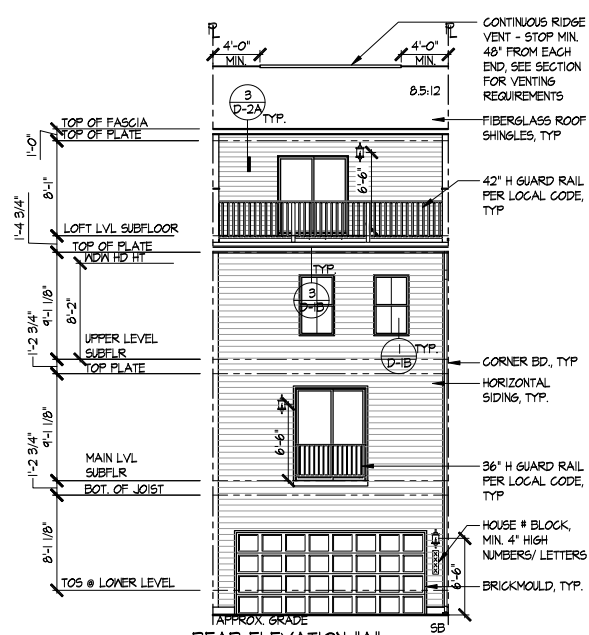 CONTINUOUS RIDGE
VENT - STOP MIN.
48" FROM EACH
END, SEE SECTION
FOR VENTING
REQUIREMENTS
4'-0"
MIN.
4'-0"
MIN.
8.5:12
3
D-2A
TYP.
FIBERGLASS ROOF
SHINGLES, TYP
TOP OF FASCIA
TOP OF PLATE
1'-0"
8'-1"
6'-6"
42" H GUARD RAIL
PER LOCAL CODE,
TYP
1'-4 3/4"
LOFT LVL SUBFLOOR
TOP OF PLATE
WDW HD HT
TYP.
3
D-1B
9'-1 1/8"
8'-2"
1'-2 3/4"
UPPER LEVEL
SUBFLR
TOP PLATE
1
D-1B
TYP.
CORNER BD., TYP
HORIZONTAL
SIDING, TYP.
9'-1 1/8"
6'-6"
1'-2 3/4"
MAIN LVL
SUBFLR
BOT. OF JOIST
36" H GUARD RAIL
PER LOCAL CODE,
TYP
HOUSE # BLOCK,
MIN. 4" HIGH
NUMBERS/ LETTERS
8'-1 1/8"
6'-6"
TOS @ LOWER LEVEL
BRICKMOULD, TYP.
APPROX. GRADE
SB
REAR ELEVATION "A"